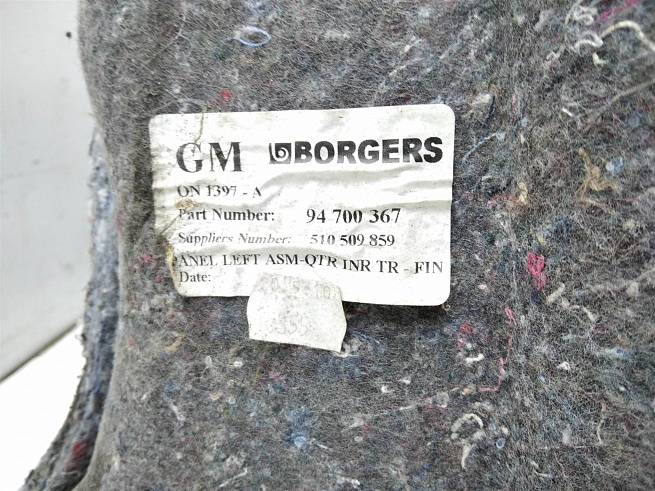 GM BORGERS
ON 1397 - A
Part Number: 94 700 367
Suppliers Number: 510 509 859
PANEL LEFT ASM-QTR INR TR - FIN
Date: